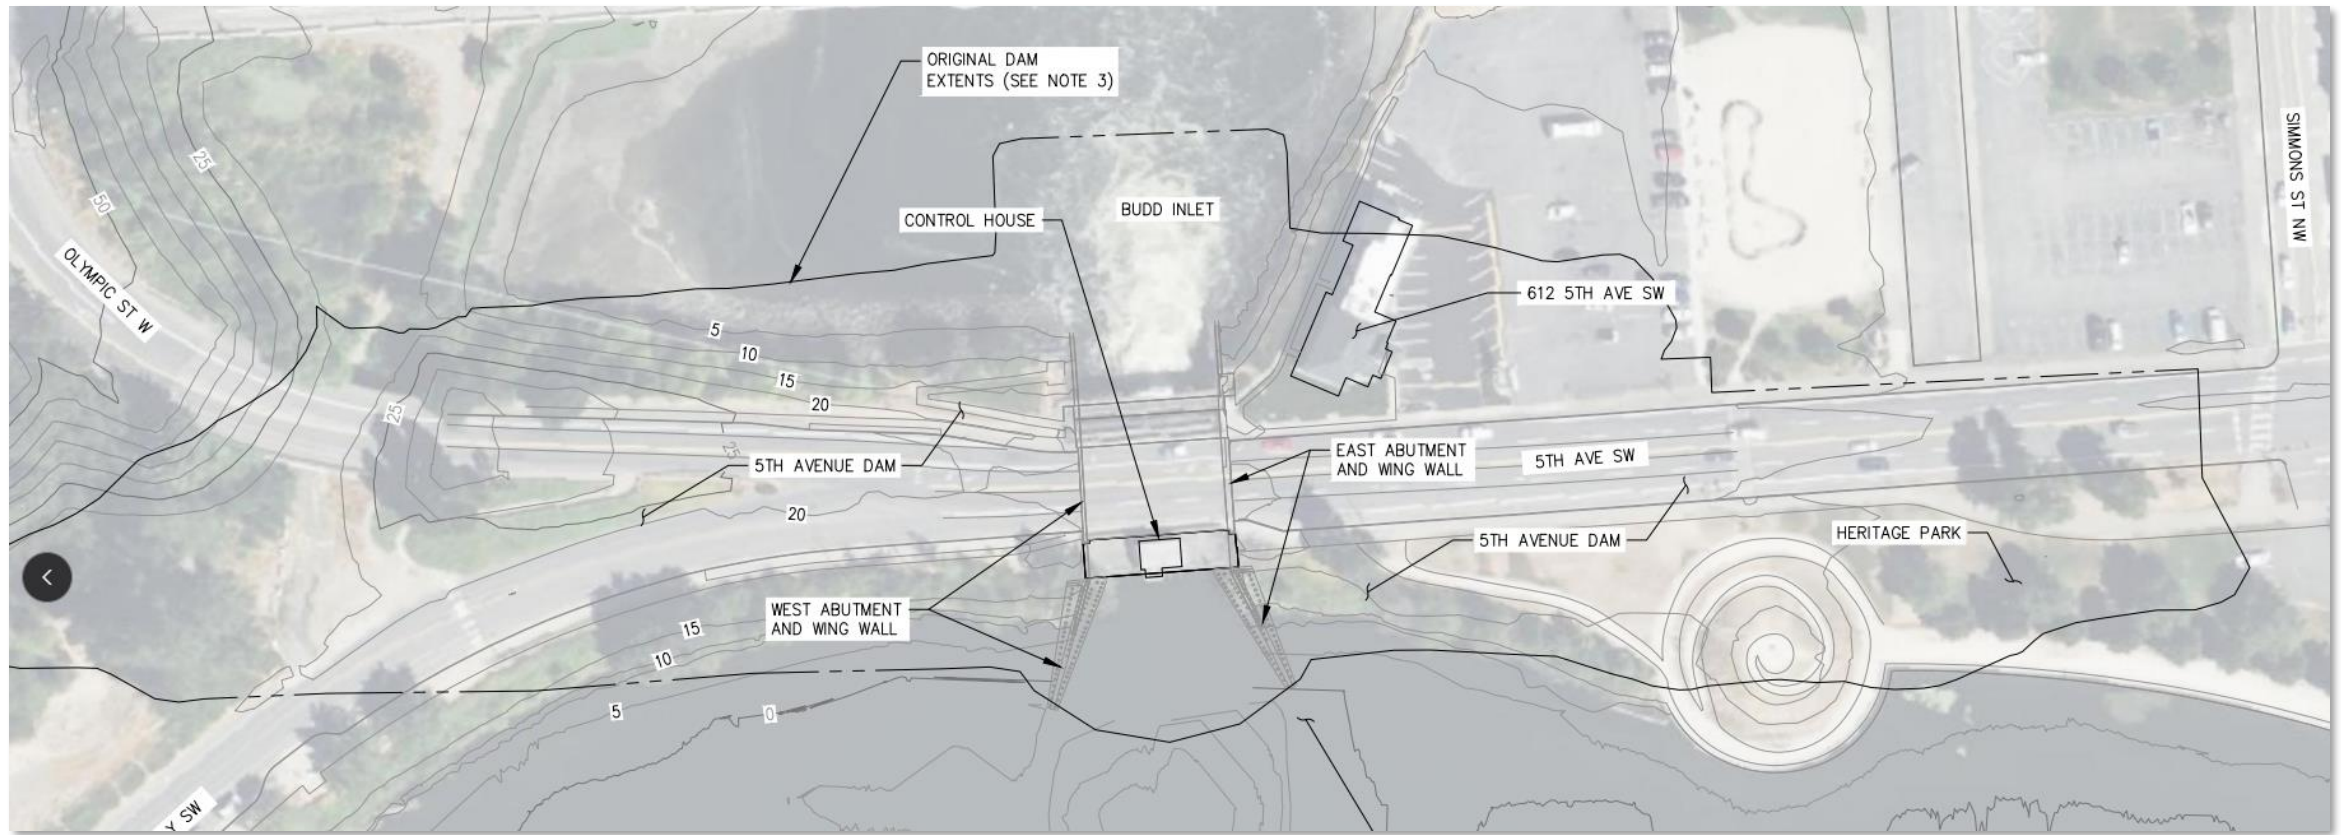 ORIGINAL DAM
EXTENTS (SEE NOTE 3)
CONTROL HOUSE
BUDD INLET
SIMMONS ST NW
25
50
OLYMPIC ST W
612 5TH AVE SW
5
10
15
20
25
25
5TH AVENUE DAM
20
EAST ABUTMENT
AND WING WALL
5TH AVE SW
5TH AVENUE DAM
HERITAGE PARK
WEST ABUTMENT
AND WING WALL
15
10
5
0
Y SW